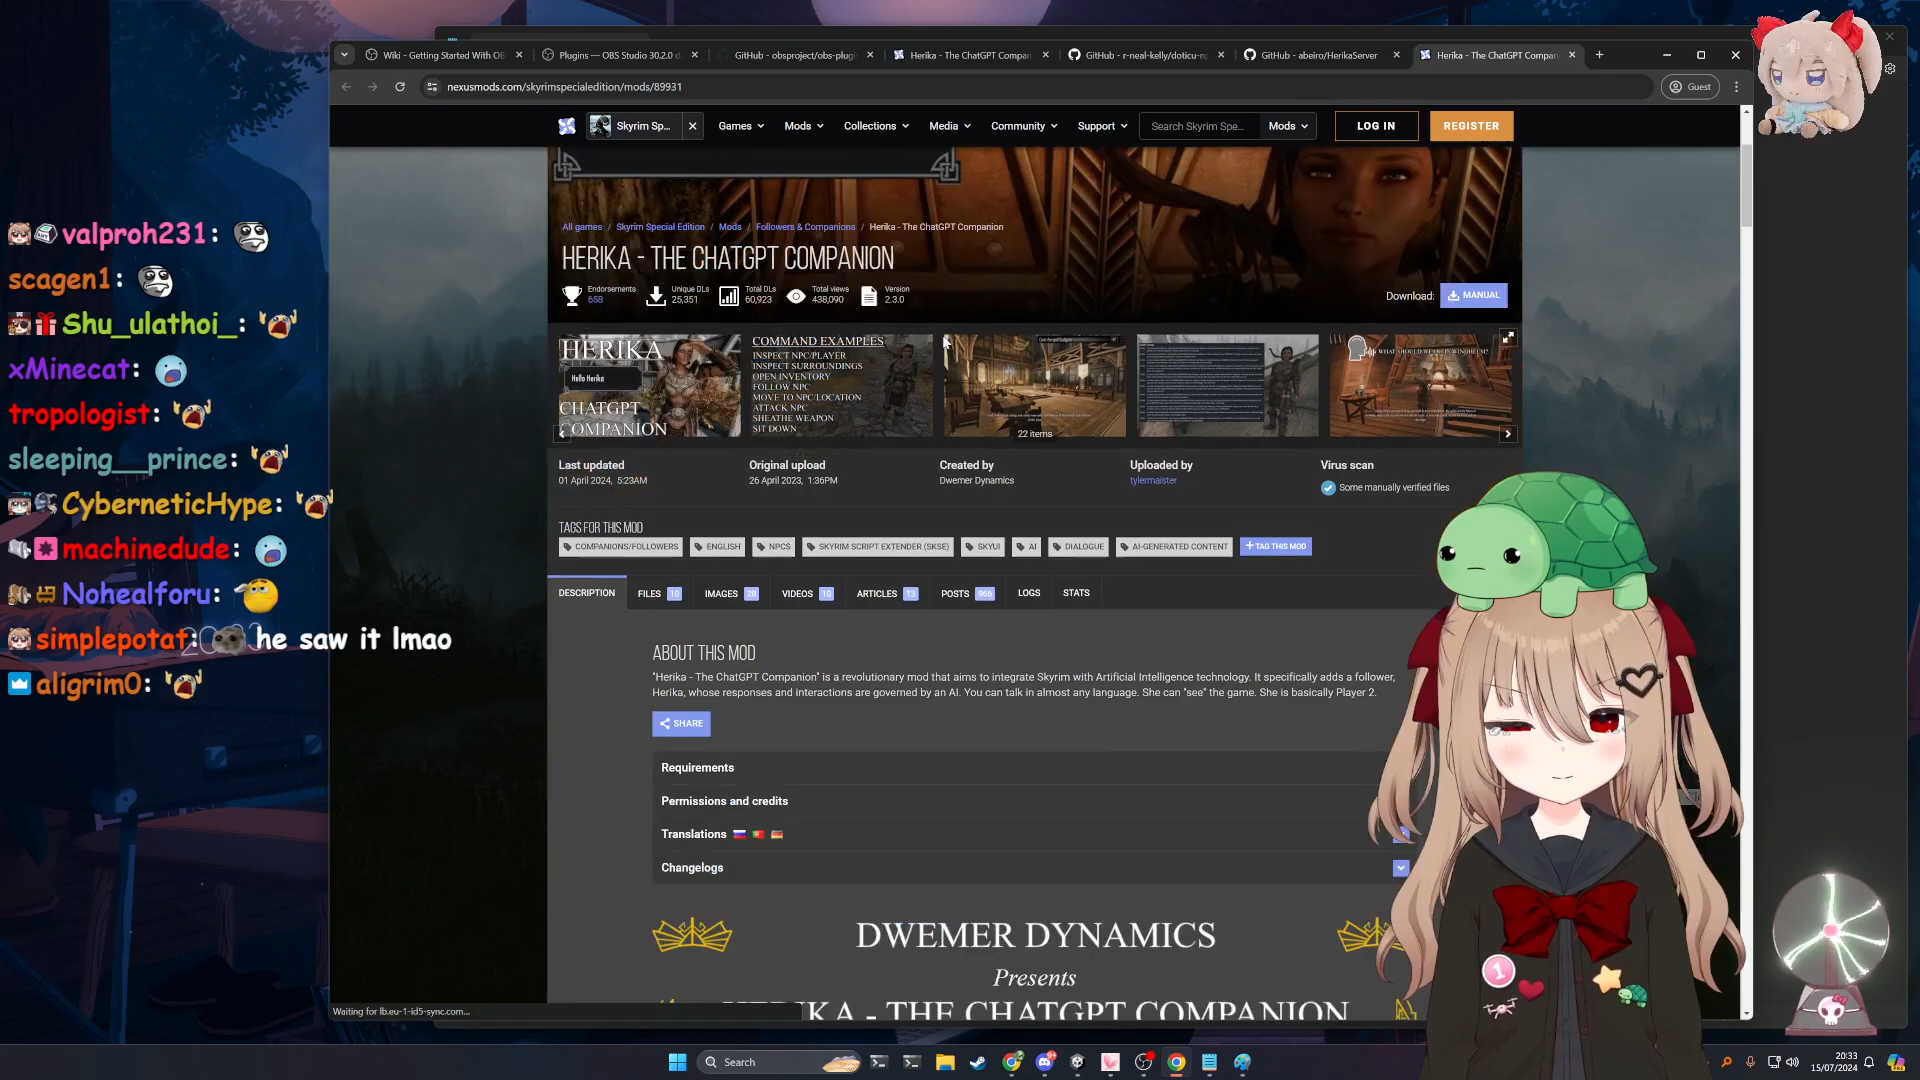 Wiki - Getting Started With OBS
Plugins — OBS Studio 30.2.0 d
GitHub - obsproject/obs-plugi
Herika - The ChatGPT Compan
GitHub - r-neal-kelly/doticu-n
GitHub - abeiro/HerikaServer
Herika - The ChatGPT Compan
nexusmods.com/skyrimspecialedition/mods/89931
Guest
Skyrim Sp...
Games
Mods
Collections
Media
Community
Support
Search Skyrim Spe...
Mods
LOG IN
REGISTER
All games / Skyrim Special Edition / Mods / Followers & Companions / Herika - The ChatGPT Companion
HERIKA - THE CHATGPT COMPANION
Endorsements
658
Unique DLs
25,351
Total DLs
60,923
Total views
438,090
Version
2.3.0
Download:
MANUAL
HERIKA
Hello Herika
CHATGPT
COMPANION
COMMAND EXAMPLES
INSPECT NPC/PLAYER
INSPECT SURROUNDINGS
OPEN INVENTORY
FOLLOW NPC
MOVE TO NPC/LOCATION
ATTACK NPC
SHEATHE WEAPON
SIT DOWN
22 items
Last updated
01 April 2024, 5:23AM
Original upload
26 April 2023, 1:36PM
Created by
Dwemer Dynamics
Uploaded by
tylermaister
Virus scan
Some manually verified files
TAGS FOR THIS MOD
COMPANIONS/FOLLOWERS
ENGLISH
NPCS
SKYRIM SCRIPT EXTENDER (SKSE)
SKYUI
AI
DIALOGUE
AI-GENERATED CONTENT
+ TAG THIS MOD
DESCRIPTION
FILES 10
IMAGES 28
VIDEOS 10
ARTICLES 13
POSTS 966
LOGS
STATS
ABOUT THIS MOD
"Herika - The ChatGPT Companion" is a revolutionary mod that aims to integrate Skyrim with Artificial Intelligence technology. It specifically adds a follower,
Herika, whose responses and interactions are governed by an AI. You can talk in almost any language. She can "see" the game. She is basically Player 2.
SHARE
Requirements
Permissions and credits
Translations
Changelogs
DWEMER DYNAMICS
Presents
HERIKA - THE CHATGPT COMPANION
Waiting for lb.eu-1-id5-sync.com...
valproh231:
scagen1:
Shu_ulathoi_:
xMinecat:
tropologist:
sleeping__prince:
CyberneticHype:
machinedude:
Nohealforu:
simplepotat: he saw it lmao
aligrim0:
1
Search
20:33
15/07/2024